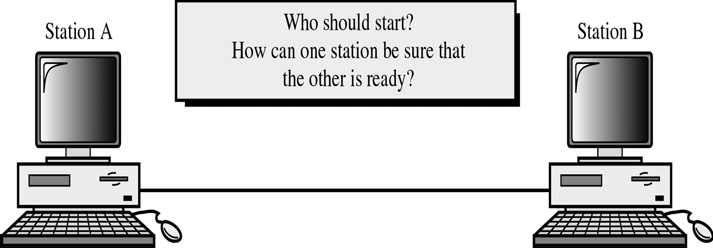 Station A
Who should start?
How can one station be sure that
the other is ready?
Station B